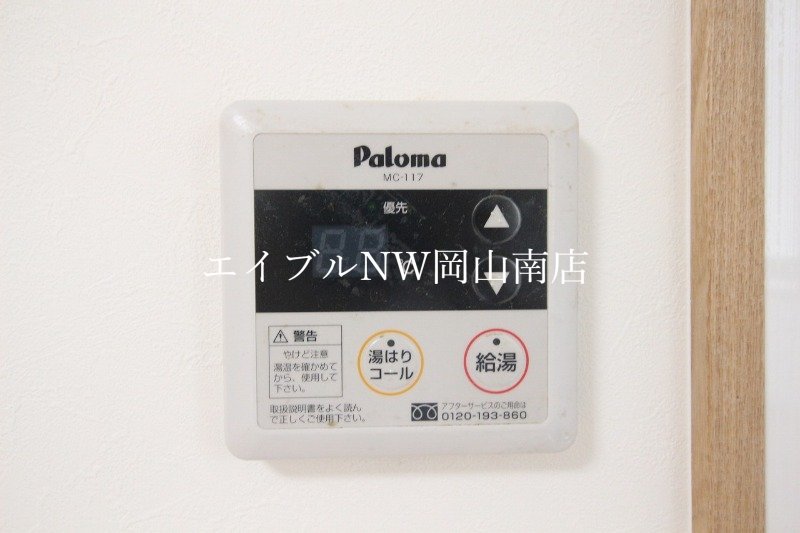 Paloma
MC-117
優先
エイブルNW岡山南店
警告
やけど注意
湯温を確かめて
から、使用して
下さい。
取扱説明書をよく読ん
で正しくご使用下さい。
湯はり
コール
給湯
アフターサービスのご用命は
0120-193-860